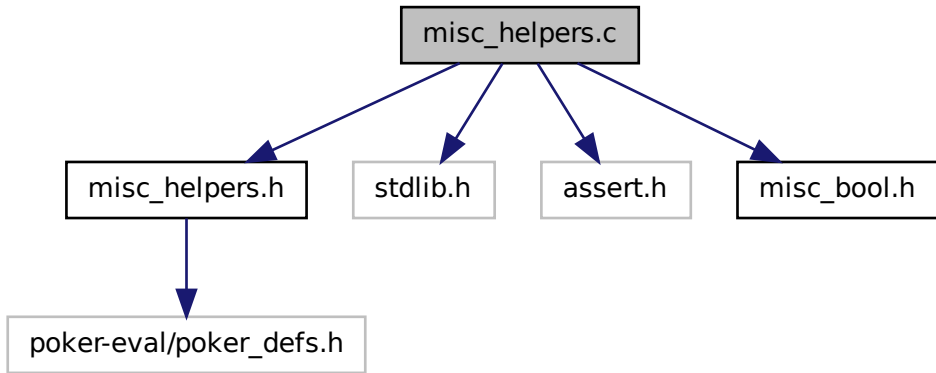 misc_helpers.c
misc_helpers.h
stdlib.h
assert.h
misc_bool.h
poker-eval/poker_defs.h